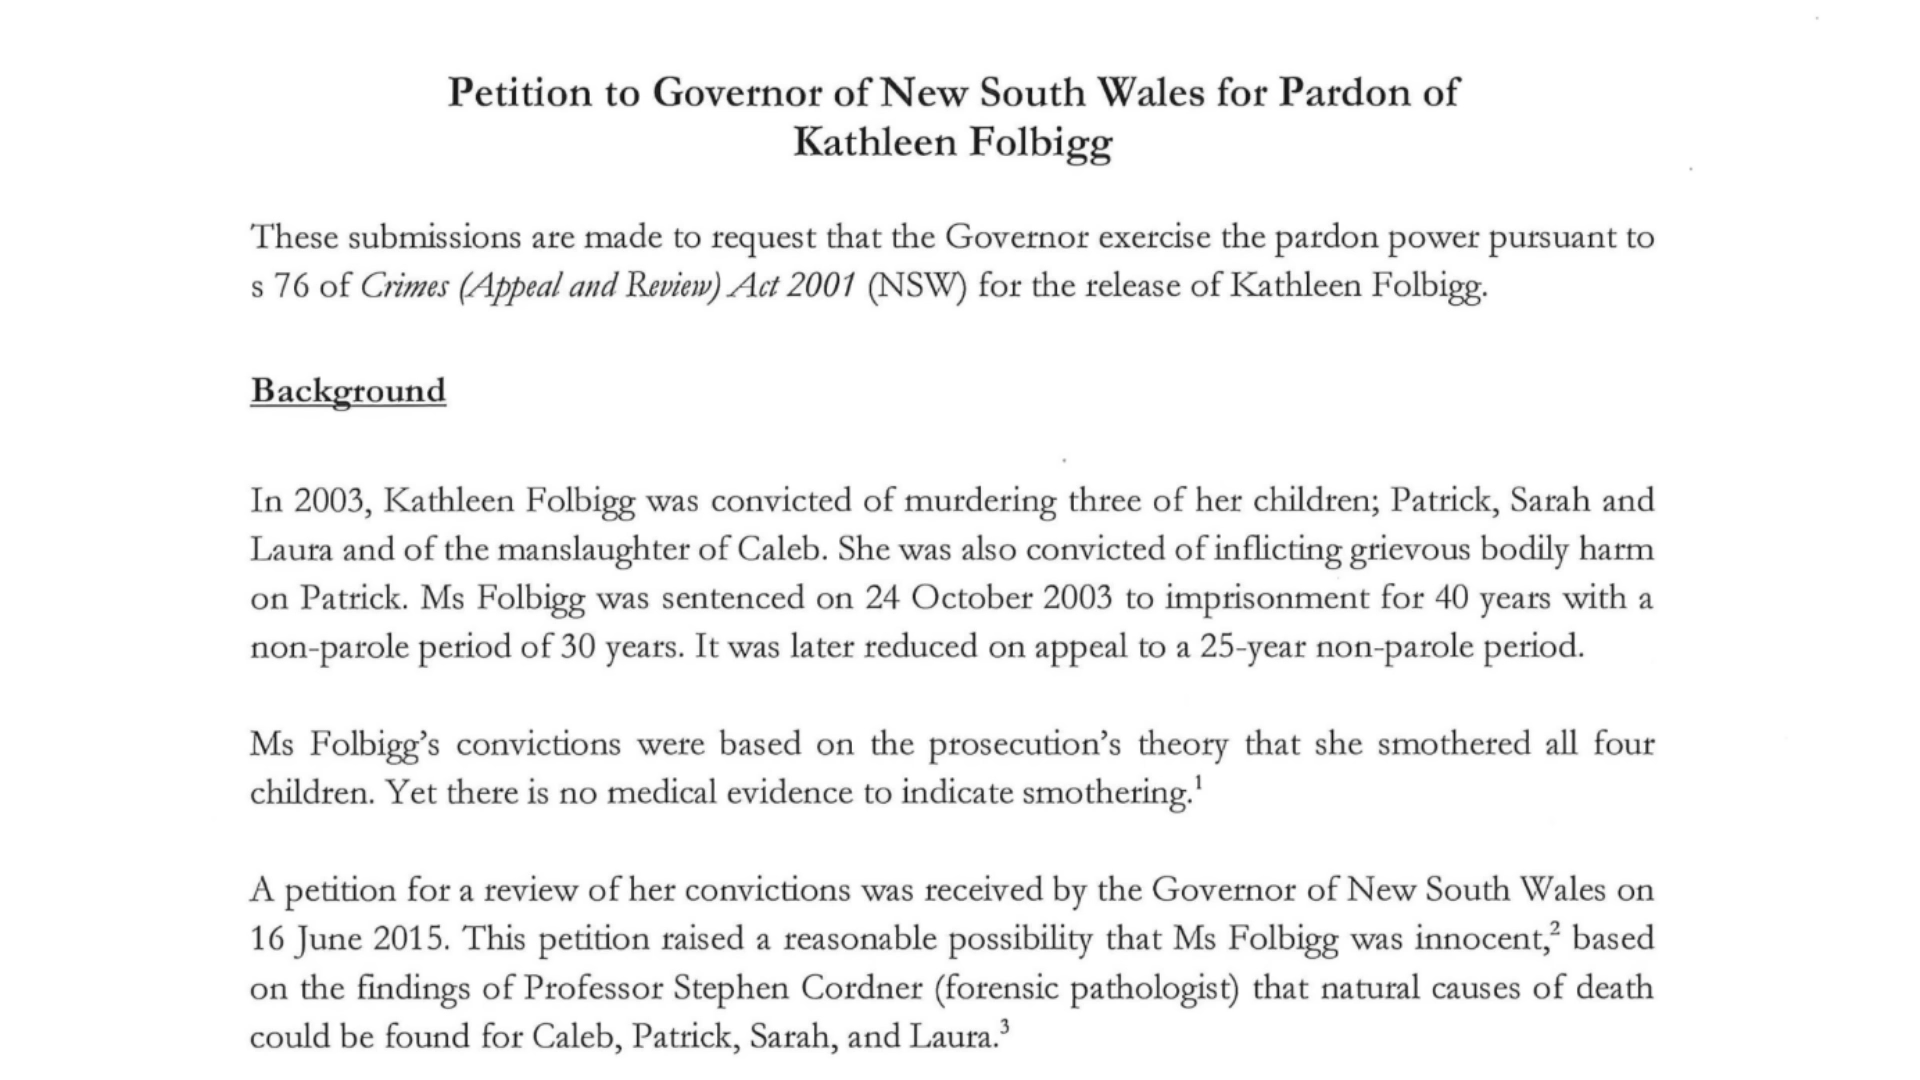 Petition to Governor of New South Wales for Pardon of
Kathleen Folbigg
These submissions are made to request that the Governor exercise the pardon power pursuant to
s 76 of Crimes (Appeal and Review) Act 2001 (NSW) for the release of Kathleen Folbigg.
Background
In 2003, Kathleen Folbigg was convicted of murdering three of her children; Patrick, Sarah and
Laura and of the manslaughter of Caleb. She was also convicted of inflicting grievous bodily harm
on Patrick. Ms Folbigg was sentenced on 24 October 2003 to imprisonment for 40 years with a
non-parole period of 30 years. It was later reduced on appeal to a 25-year non-parole period.
Ms Folbigg’s convictions were based on the prosecution’s theory that she smothered all four
children. Yet there is no medical evidence to indicate smothering.¹
A petition for a review of her convictions was received by the Governor of New South Wales on
16 June 2015. This petition raised a reasonable possibility that Ms Folbigg was innocent,² based
on the findings of Professor Stephen Cordner (forensic pathologist) that natural causes of death
could be found for Caleb, Patrick, Sarah, and Laura.³